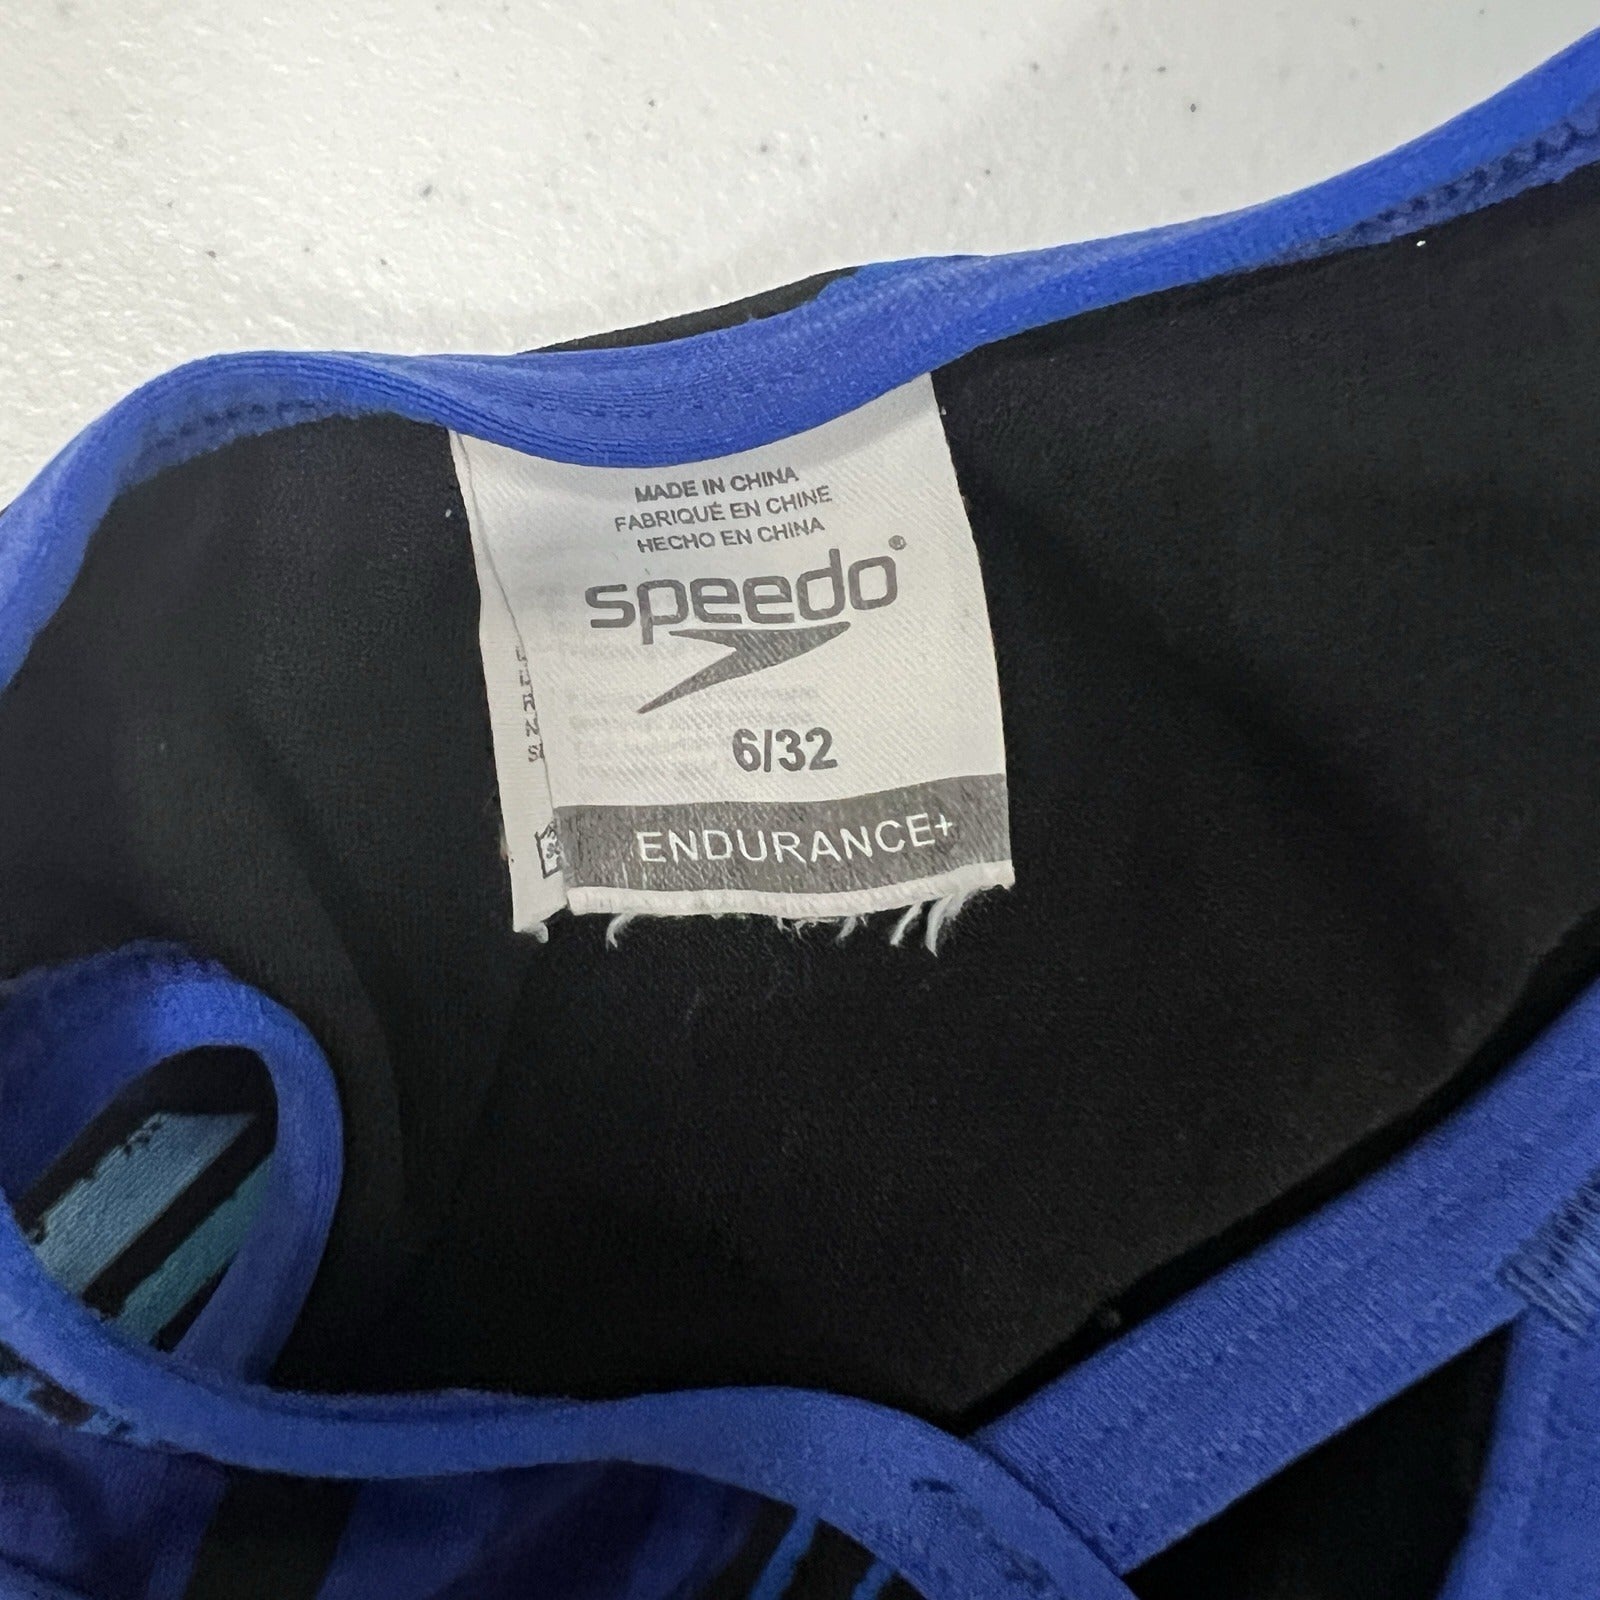 MADE IN CHINA
FABRIQUÉ EN CHINE
HECHO EN CHINA
speedo®
6/32
ENDURANCE+